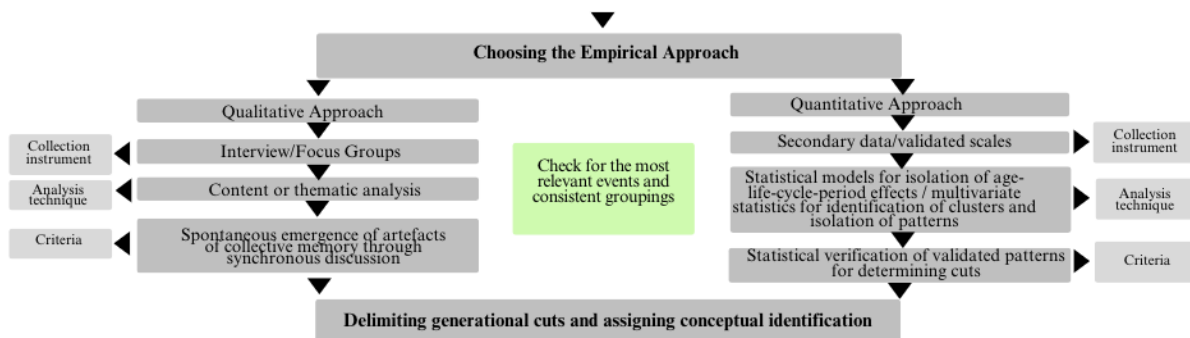 Choosing the Empirical Approach
Qualitative Approach
Collection
instrument
Interview/Focus Groups
Analysis
technique
Content or thematic analysis
Criteria
Spontaneous emergence of artefacts
of collective memory through
synchronous discussion
Check for the most
relevant events and
consistent groupings
Quantitative Approach
Secondary data/validated scales
Collection
instrument
Statistical models for isolation of age-
life-cycle-period effects / multivariate
statistics for identification of clusters and
isolation of patterns
Analysis
technique
Statistical verification of validated patterns
for determining cuts
Criteria
Delimiting generational cuts and assigning conceptual identification